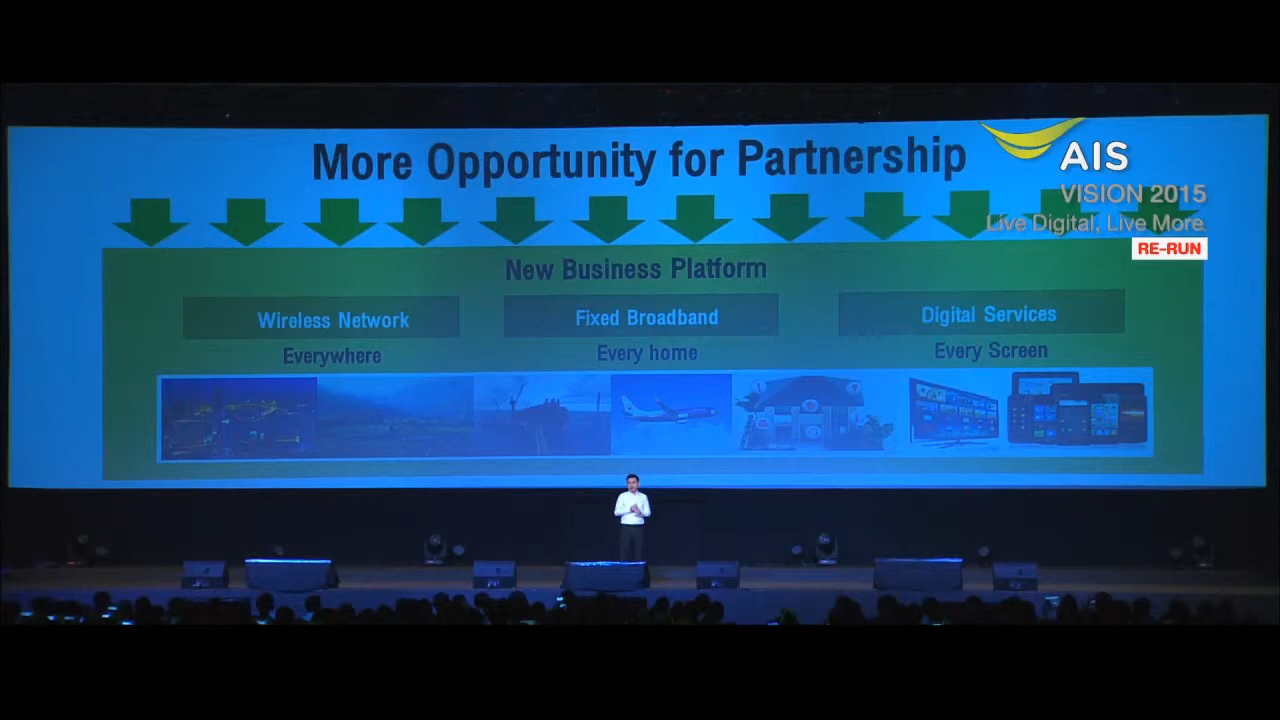 More Opportunity for Partnership
AIS
VISION 2015
Live Digital, Live More.
RE-RUN
New Business Platform
Wireless Network
Fixed Broadband
Digital Services
Everywhere
Every home
Every Screen